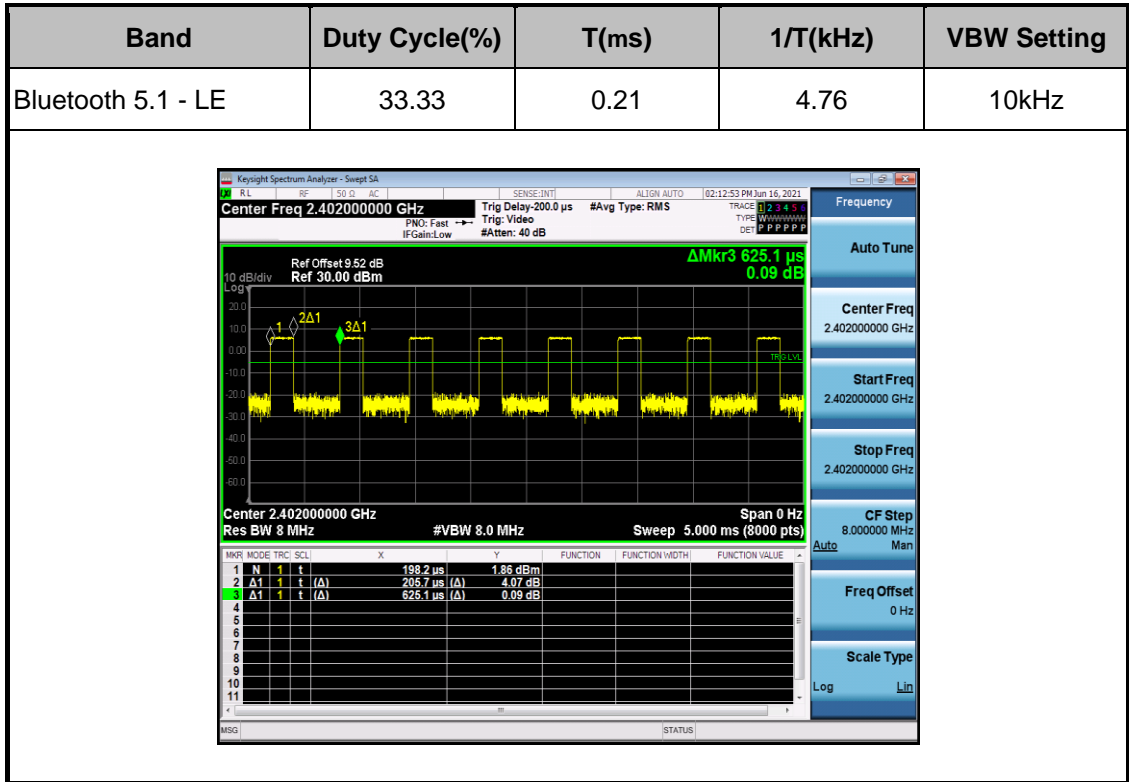 Band Duty Cycle(%) T(ms) 1/T(kHz) VBW Setting
Bluetooth 5.1 - LE 33.33 0.21 4.76 10kHz
Keysight Spectrum Analyzer - Swept SA
RL RF 50 Ω AC SENSE:INT ALIGN AUTO 02:12:53 PM Jun 16, 2021
Center Freq 2.402000000 GHz Trig Delay-200.0 µs #Avg Type: RMS TRACE 1 2 3 4 5 6
PNO: Fast Trig: Video TYPE WWWWWW
IFGain:Low #Atten: 40 dB DET P P P P P P
Frequency
Auto Tune
Center Freq
2.402000000 GHz
Start Freq
2.402000000 GHz
Stop Freq
2.402000000 GHz
CF Step
8.000000 MHz
Auto Man
Freq Offset
0 Hz
Scale Type
Log Lin
ΔMkr3 625.1 µs
0.09 dB
Ref Offset 9.52 dB
10 dB/div Ref 30.00 dBm
Log
20.0
10.0
0.00
-10.0
-20.0
-30.0
-40.0
-50.0
-60.0
1 2Δ1 3Δ1
TRIG LVL
Center 2.402000000 GHz Span 0 Hz
Res BW 8 MHz #VBW 8.0 MHz Sweep 5.000 ms (8000 pts)
MKR MODE TRC SCL X Y FUNCTION FUNCTION WIDTH FUNCTION VALUE
1 N 1 t 198.2 µs 1.86 dBm
2 Δ1 1 t (Δ) 205.7 µs (Δ) 4.07 dB
3 Δ1 1 t (Δ) 625.1 µs (Δ) 0.09 dB
4
5
6
7
8
9
10
11
MSG STATUS